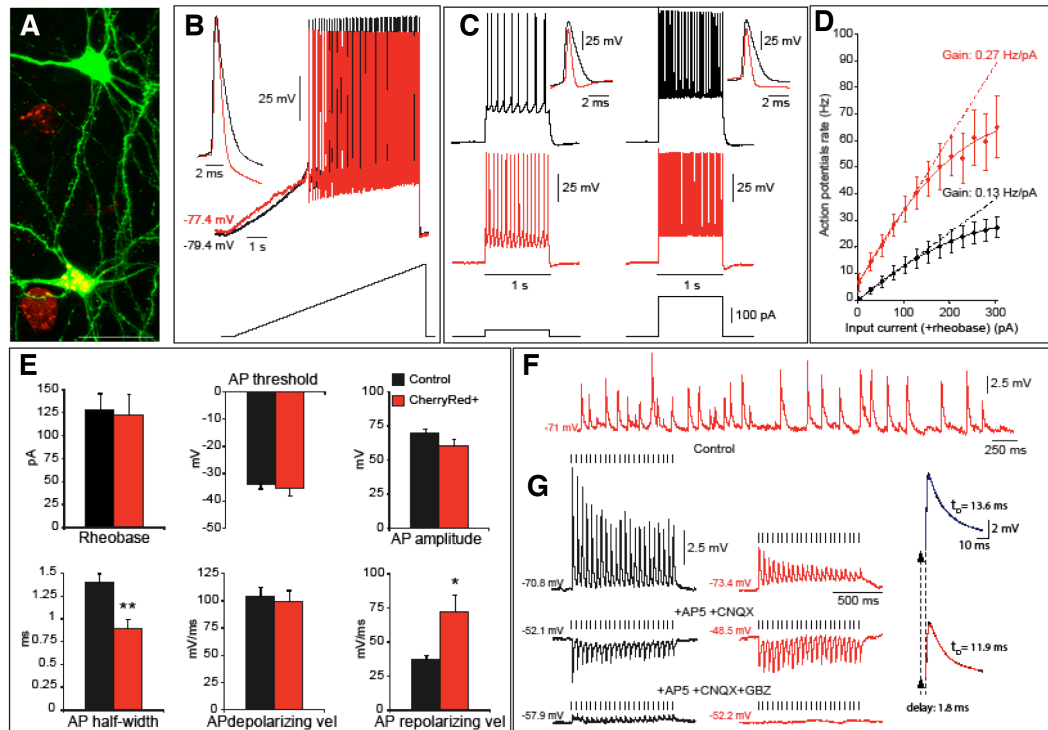 A
B
25 mV
2 ms
-77.4 mV
-79.4 mV
1 s
C
25 mV
2 ms
25 mV
2 ms
25 mV
25 mV
1 s
1 s
100 pA
D
Gain: 0.27 Hz/pA
Gain: 0.13 Hz/pA
Action potentials rate (Hz)
90
80
70
60
50
40
30
20
10
0
0 100 200 300
Input current (+rheobase) (pA)
E
150
125
100
75
50
25
0
pA
Rheobase
AP threshold
0
-10
-20
-30
-40
-50
mV
Control
CherryRed+
100
75
50
25
0
mV
AP amplitude
1.5
1.25
1
0.75
0.5
0.25
0
ms
**
AP half-width
125
100
75
50
25
0
mV/ms
APdepolarizing vel
100
75
50
25
0
mV/ms
*
AP repolarizing vel
F
2.5 mV
-71 mV
Control
250 ms
G
2.5 mV
-70.8 mV
-73.4 mV
500 ms
+AP5 +CNQX
-52.1 mV
-48.5 mV
+AP5 +CNQX+GBZ
-57.9 mV
-52.2 mV
tD= 13.6 ms
2 mV
10 ms
tD= 11.9 ms
delay: 1.8 ms